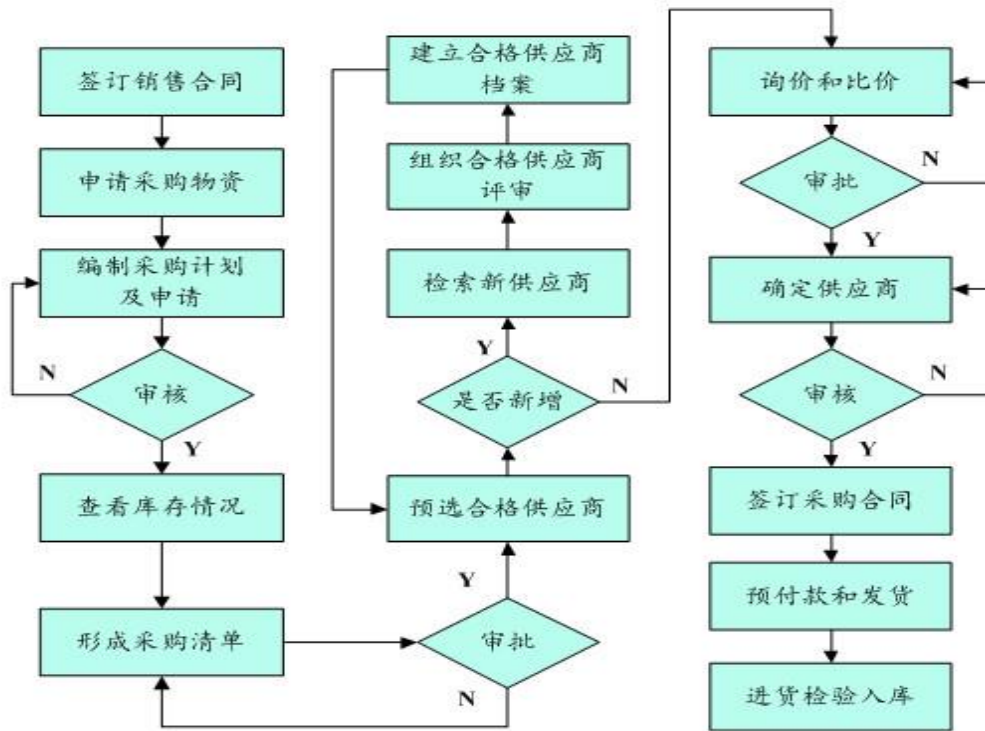 签订销售合同
申请采购物资
编制采购计划
及申请
N
审核
Y
查看库存情况
形成采购清单
建立合格供应商
档案
组织合格供应商
评审
检索新供应商
Y
是否新增
N
预选合格供应商
Y
审批
N
询价和比价
N
审批
Y
确定供应商
N
审核
Y
签订采购合同
预付款和发货
进货检验入库